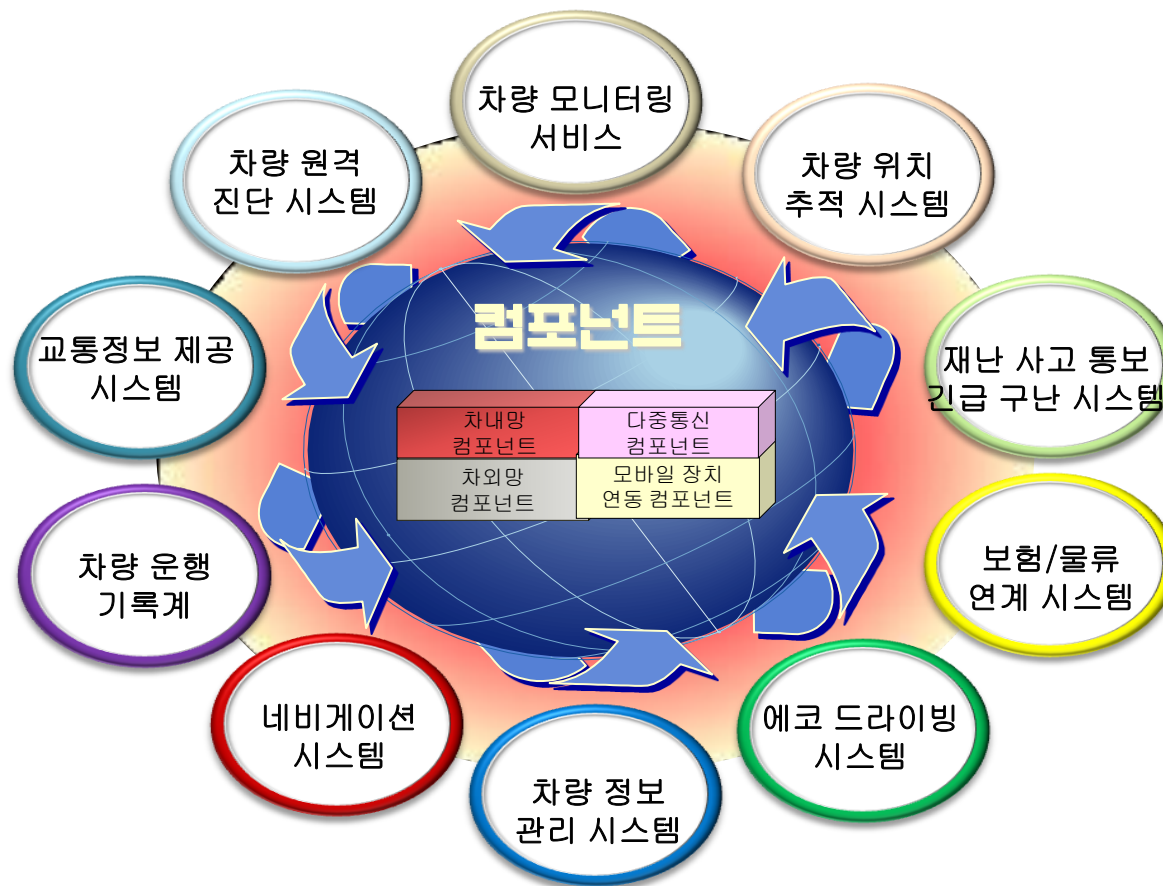 차량 모니터링
서비스
차량 원격
진단 시스템
차량 위치
추적 시스템
컴포넌트
교통정보 제공
시스템
재난 사고 통보
긴급 구난 시스템
차내망
컴포넌트
다중통신
컴포넌트
차외망
컴포넌트
모바일 장치
연동 컴포넌트
차량 운행
기록계
보험/물류
연계 시스템
네비게이션
시스템
에코 드라이빙
시스템
차량 정보
관리 시스템